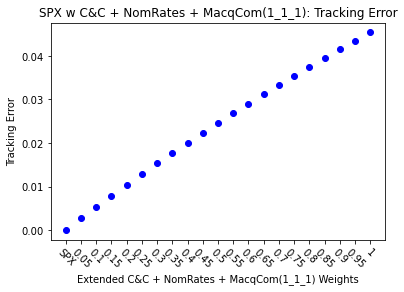 SPX w C&C + NomRates + MacqCom(1_1_1): Tracking Error
Tracking Error
0.04
0.03
0.02
0.01
0.00
SPX 0.05 0.1 0.15 0.2 0.25 0.3 0.35 0.4 0.45 0.5 0.55 0.6 0.65 0.7 0.75 0.8 0.85 0.9 0.95 1
Extended C&C + NomRates + MacqCom(1_1_1) Weights